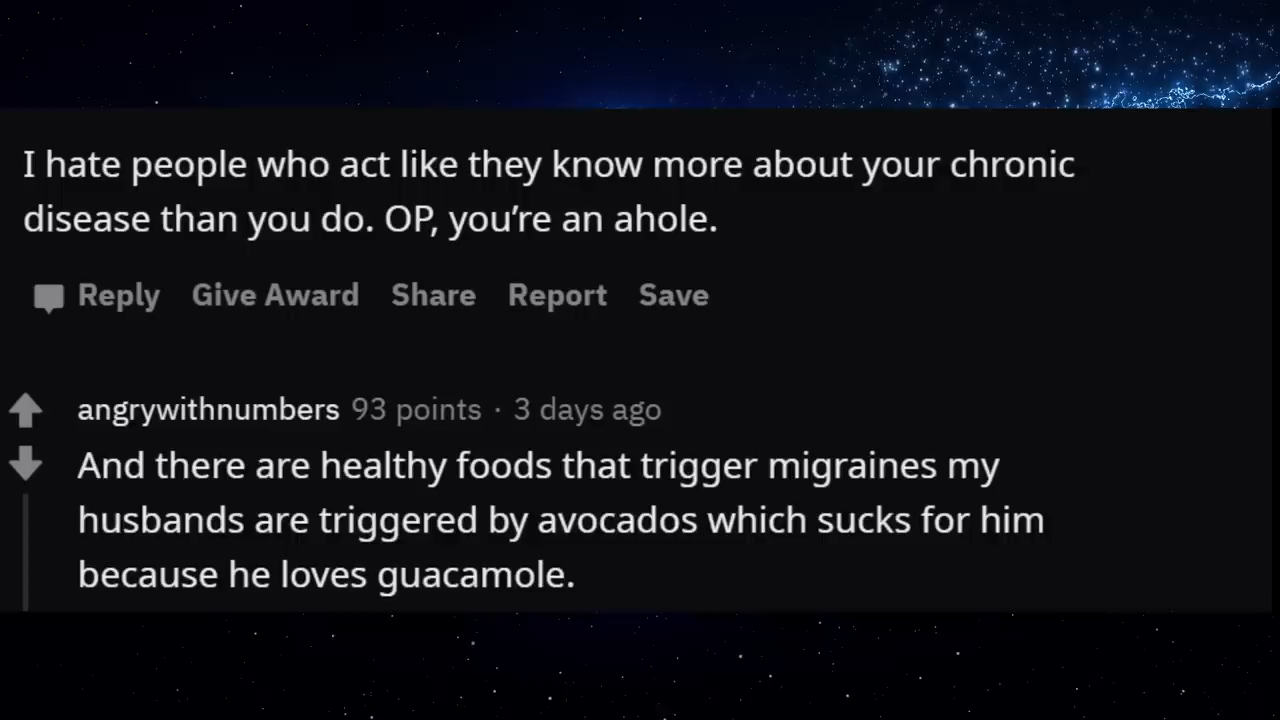 I hate people who act like they know more about your chronic
disease than you do. OP, you’re an ahole.
Reply Give Award Share Report Save
angrywithnumbers 93 points · 3 days ago
And there are healthy foods that trigger migraines my
husbands are triggered by avocados which sucks for him
because he loves guacamole.